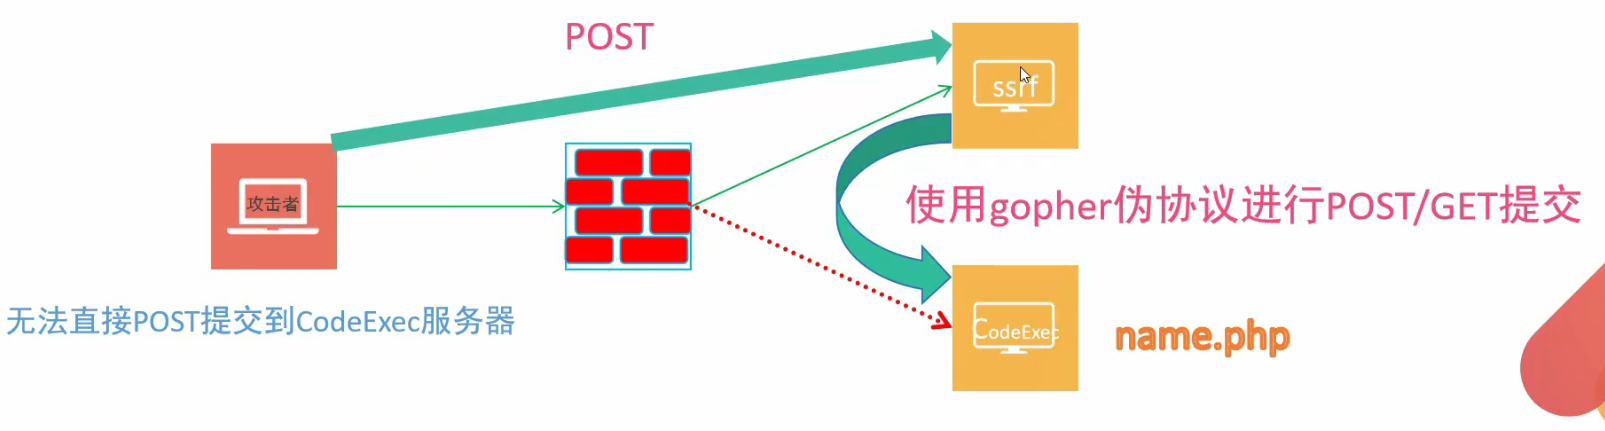 POST
ssrf
攻击者
使用gopher伪协议进行POST/GET提交
无法直接POST提交到CodeExec服务器
CodeExec
name.php